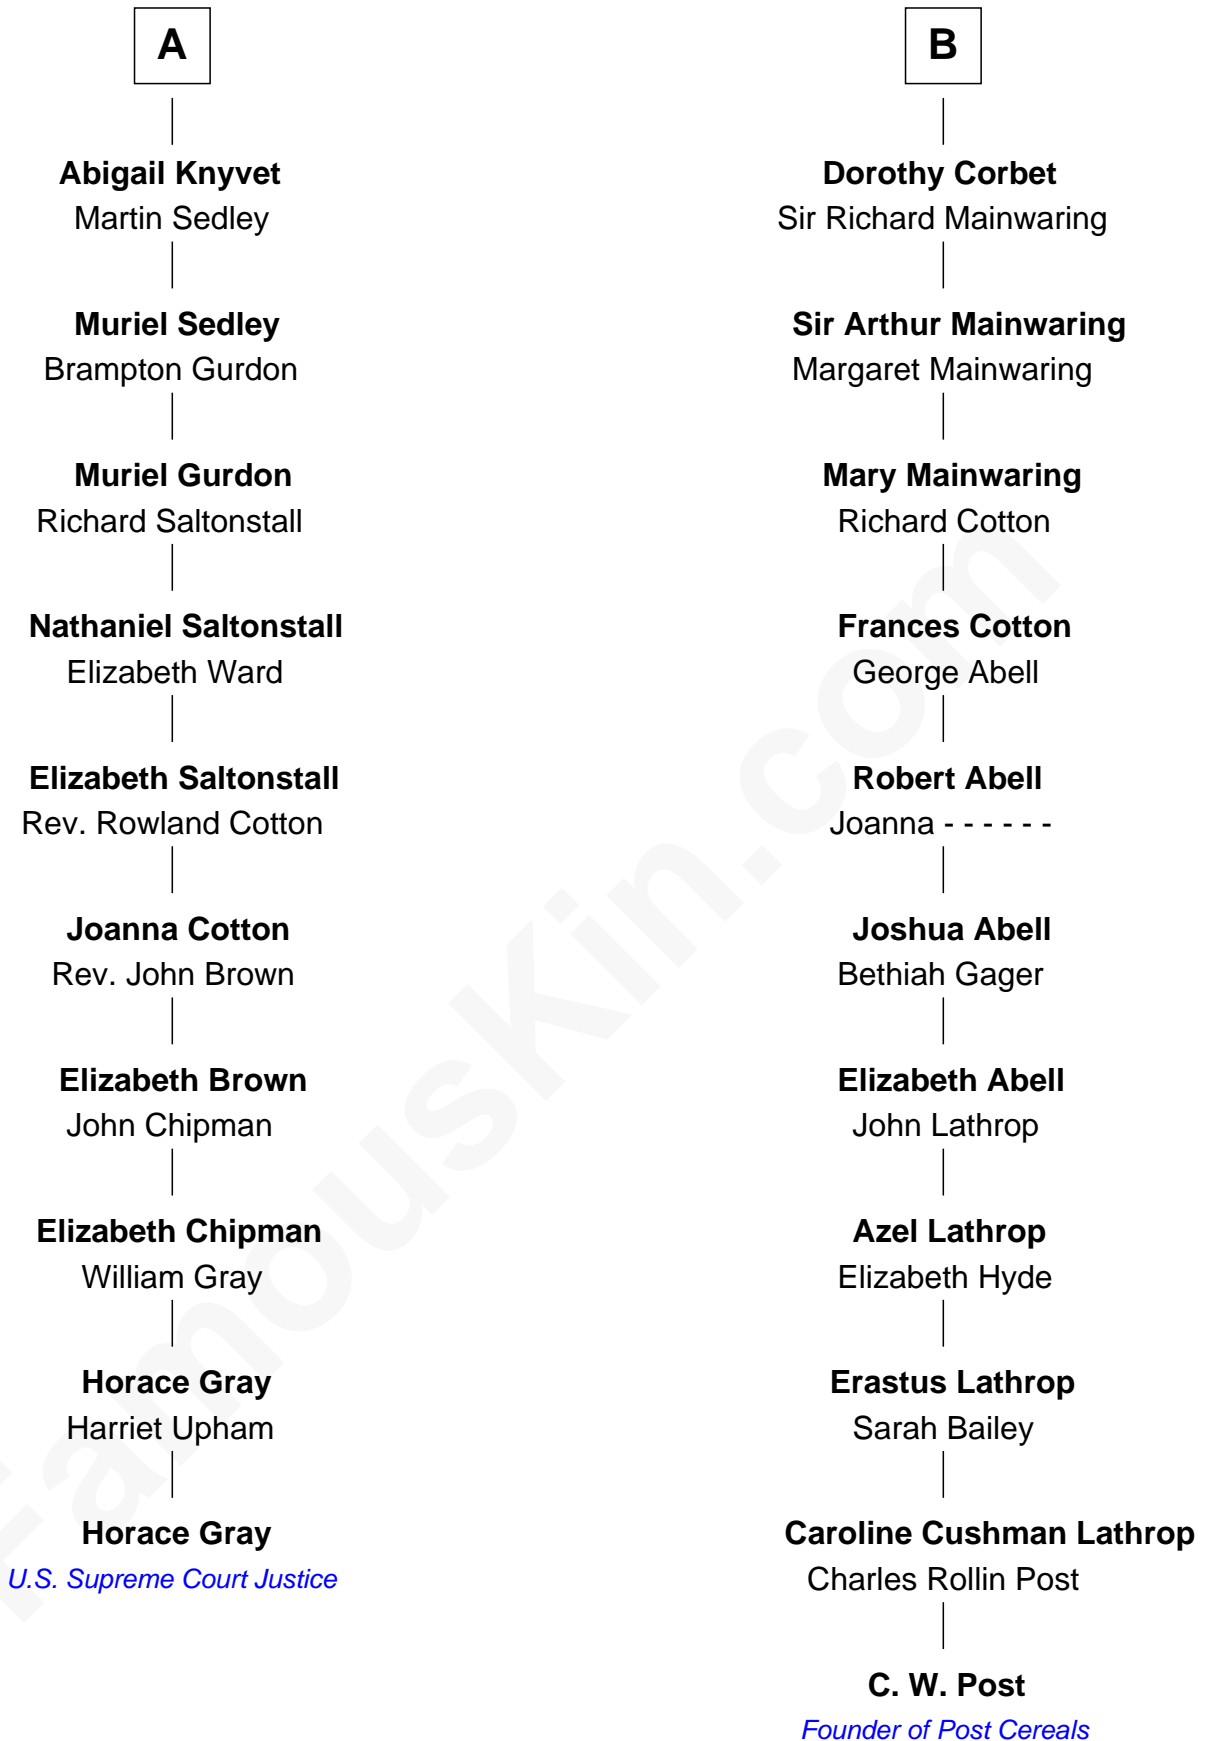 A
Abigail Knyvet
Martin Sedley
Muriel Sedley
Brampton Gurdon
Muriel Gurdon
Richard Saltonstall
Nathaniel Saltonstall
Elizabeth Ward
Elizabeth Saltonstall
Rev. Rowland Cotton
Joanna Cotton
Rev. John Brown
Elizabeth Brown
John Chipman
Elizabeth Chipman
William Gray
Horace Gray
Harriet Upham
Horace Gray
U.S. Supreme Court Justice
B
Dorothy Corbet
Sir Richard Mainwaring
Sir Arthur Mainwaring
Margaret Mainwaring
Mary Mainwaring
Richard Cotton
Frances Cotton
George Abell
Robert Abell
Joanna - - - - - -
Joshua Abell
Bethiah Gager
Elizabeth Abell
John Lathrop
Azel Lathrop
Elizabeth Hyde
Erastus Lathrop
Sarah Bailey
Caroline Cushman Lathrop
Charles Rollin Post
C. W. Post
Founder of Post Cereals
FamousKin.com